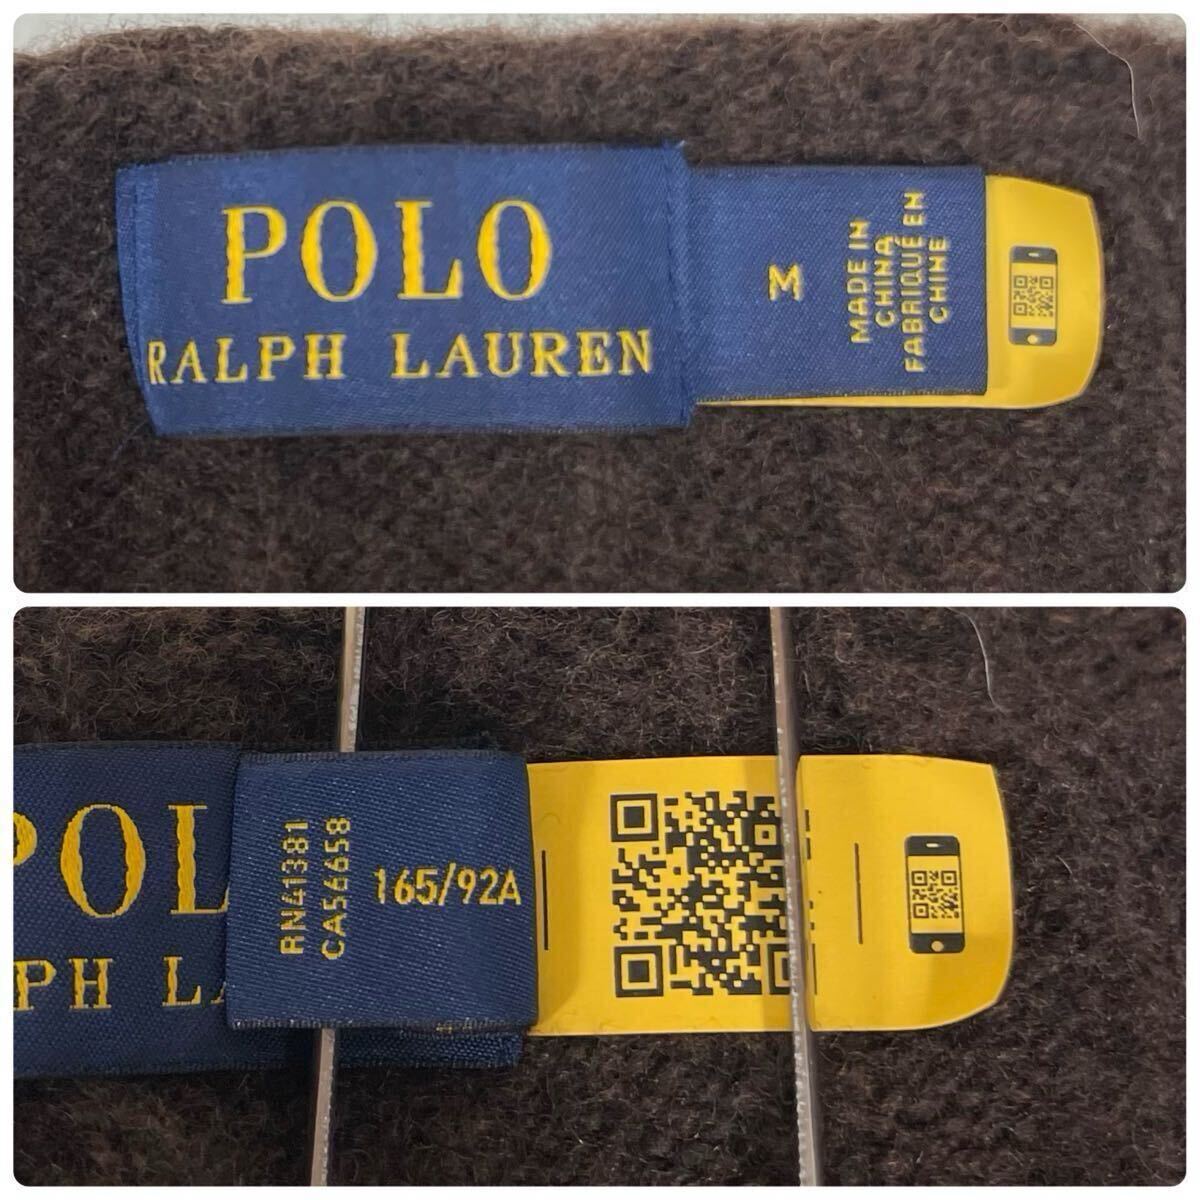 POLO
RALPH LAUREN
M
MADE IN
CHINA
FABRIQUÉ EN
CHINE
POL
PH LA
RN41381
CA56658
165/92A